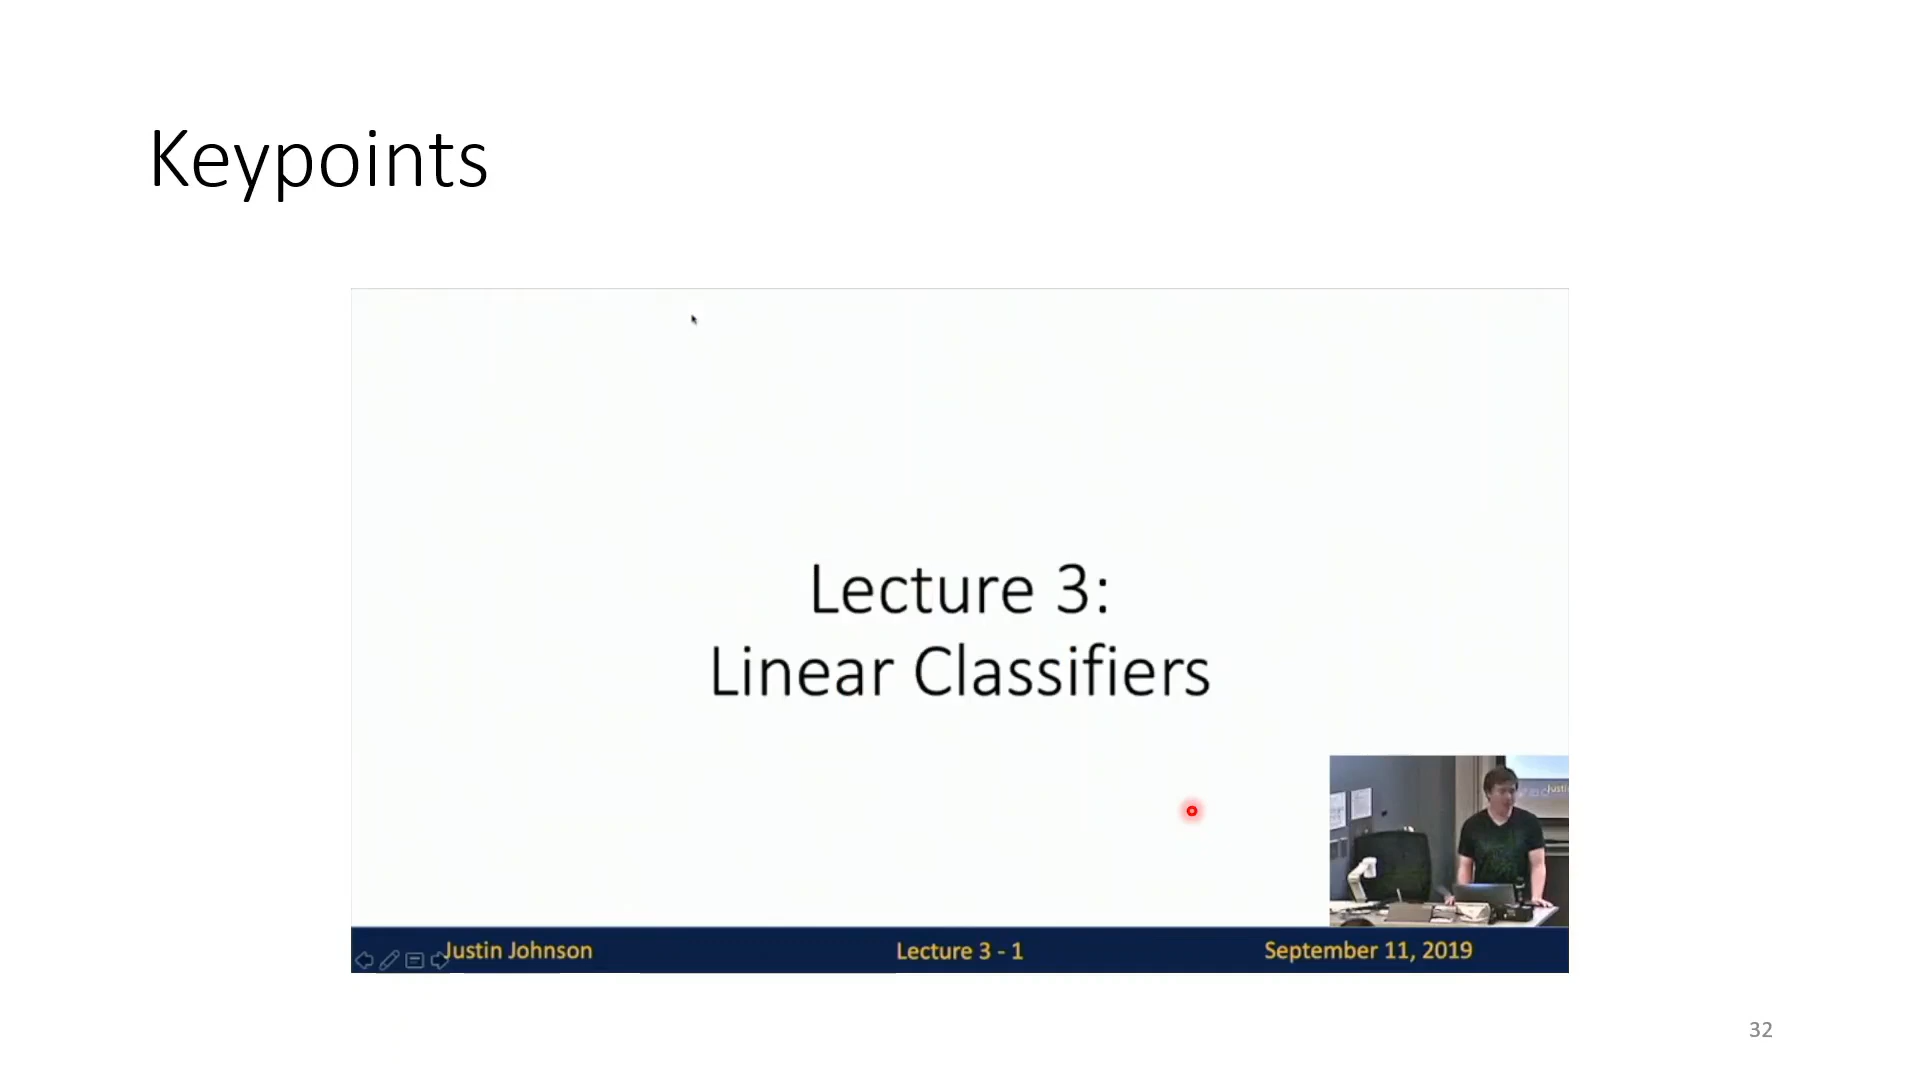 Keypoints
Lecture 3:
Linear Classifiers
Justin Johnson
Lecture 3 - 1
September 11, 2019
32